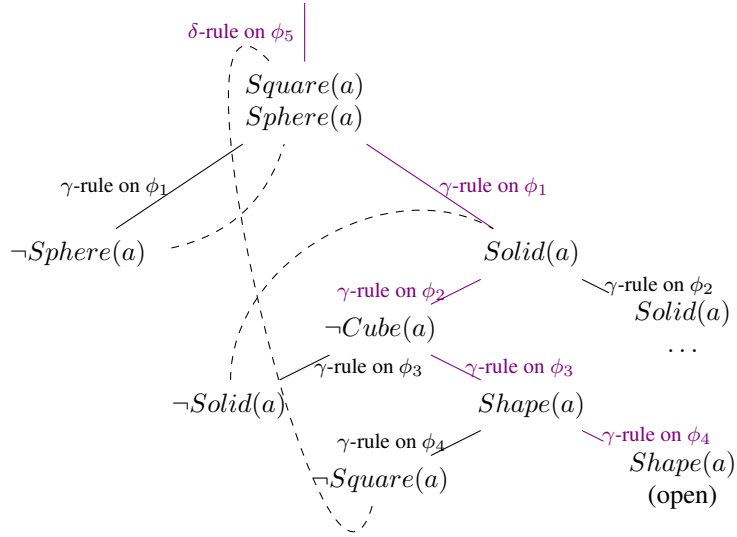 δ-rule on ϕ₅
Square(a)
Sphere(a)
γ-rule on ϕ₁
γ-rule on ϕ₁
¬Sphere(a)
Solid(a)
γ-rule on ϕ₂
γ-rule on ϕ₂
Solid(a)
¬Cube(a)
...
γ-rule on ϕ₃
γ-rule on ϕ₃
¬Solid(a)
Shape(a)
γ-rule on ϕ₄
γ-rule on ϕ₄
Shape(a)
¬Square(a)
(open)